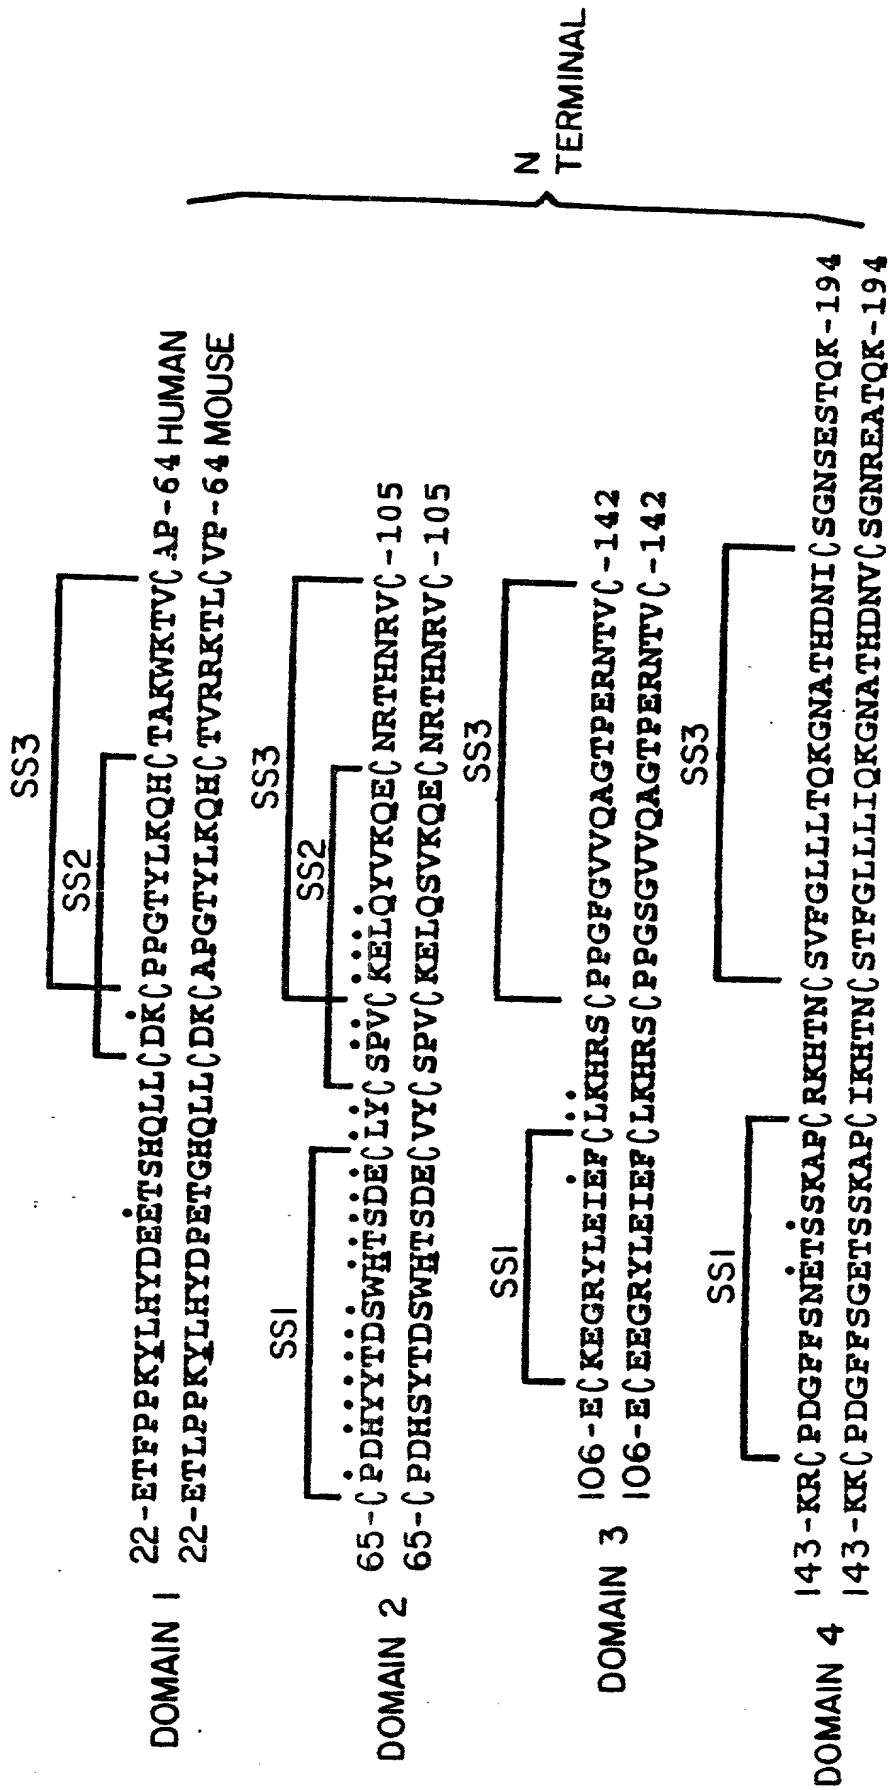 SS3
SS2
DOMAIN 1 22-ETFPPKYLHYDEETSHQLLCDKCPPGTYLKQHCTAKWKTVCAP-64 HUMAN
22-ETLPPKYLHYDPETGHQLLCDKCAPGTYLKQHCTVRRKTLCVP-64 MOUSE
SS1 SS2 SS3
DOMAIN 2 65-CPDHYYTDSWHTSDECLYCSPVCKELQYVKQECNRTHNRVC-105
65-CPDHSYTDSWHTSDECVYCSPVCKELQSVKQECNRTHNRVC-105
SS1 SS3
DOMAIN 3 106-ECKEGRYLEIEFCLKHRSCPPGFGVVQAGTPERNTVC-142
106-ECEEGRYLEIEFCLKHRSCPPGSGVVQAGTPERNTVC-142
SS1 SS3
DOMAIN 4 143-KRCPDGFFSNETSSKAPCRKHTNCSVFGLLLTQKGNATHDNICSGNSESTQK-194
143-KKCPDGFFSGETSSKAPCIKHTNCSTFGLLLIQKGNATHDNVCSGNREATQK-194
N
TERMINAL